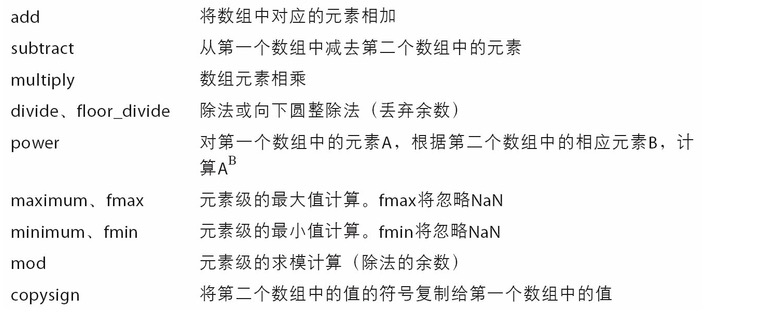 add 将数组中对应的元素相加
subtract 从第一个数组中减去第二个数组中的元素
multiply 数组元素相乘
divide、floor_divide 除法或向下圆整除法（丢弃余数）
power 对第一个数组中的元素A，根据第二个数组中的相应元素B，计
算Aᴮ
maximum、fmax 元素级的最大值计算。fmax将忽略NaN
minimum、fmin 元素级的最小值计算。fmin将忽略NaN
mod 元素级的求模计算（除法的余数）
copysign 将第二个数组中的值的符号复制给第一个数组中的值